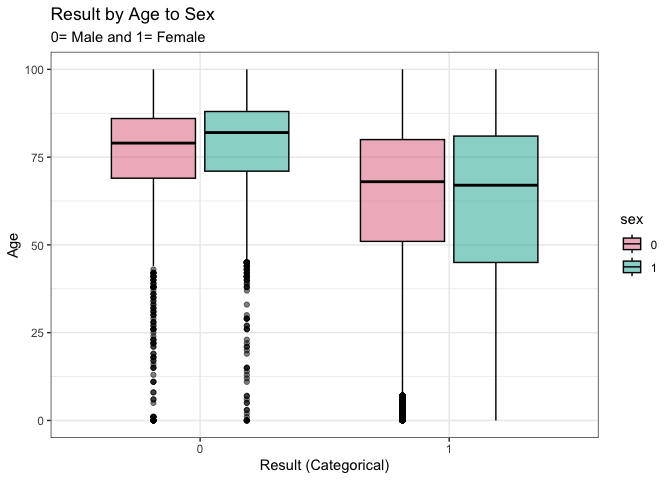 Result by Age to Sex
0= Male and 1= Female
100
75
50
25
0
Age
0
1
Result (Categorical)
sex
0
1